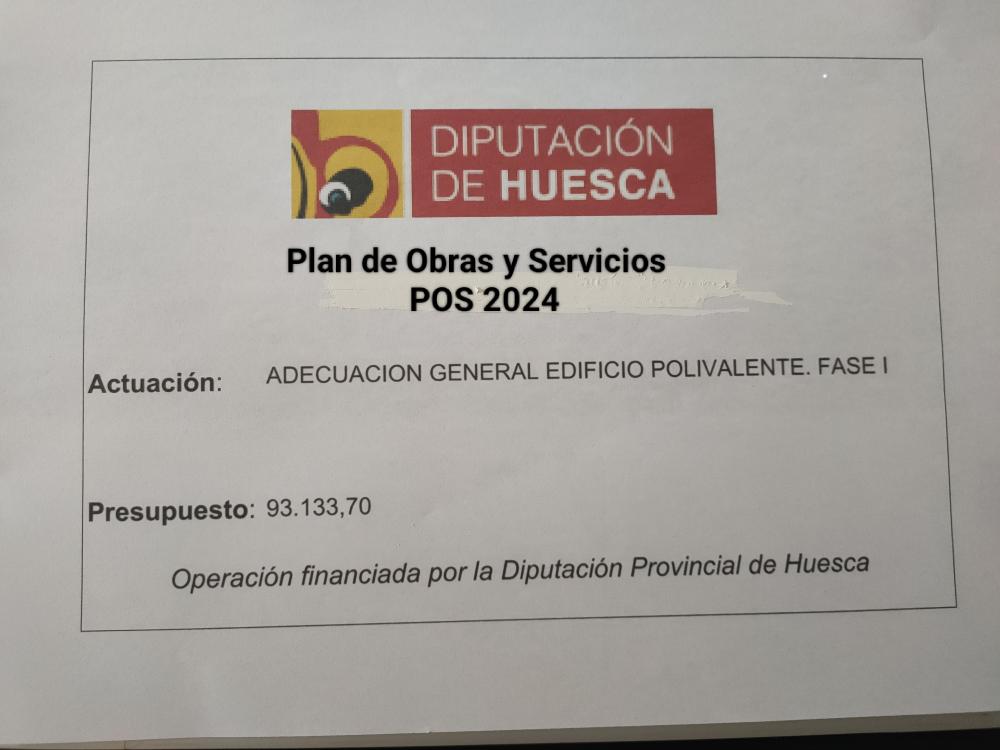 DIPUTACIÓN
DE HUESCA
Plan de Obras y Servicios
POS 2024
Actuación: ADECUACION GENERAL EDIFICIO POLIVALENTE. FASE I
Presupuesto: 93.133,70
Operación financiada por la Diputación Provincial de Huesca